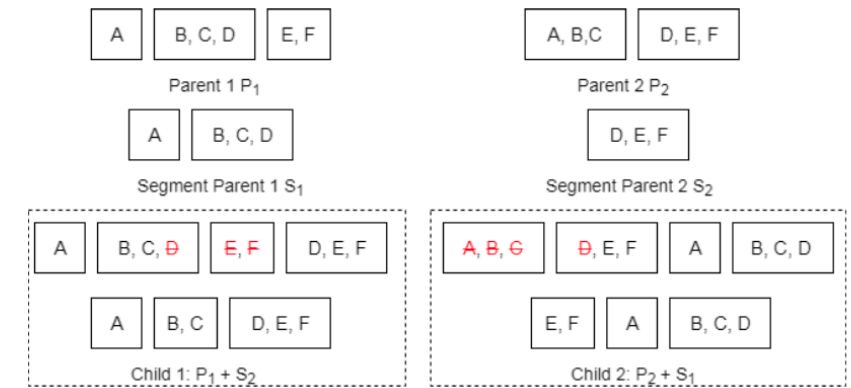 A B, C, D E, F A, B,C D, E, F
Parent 1 P1 Parent 2 P2
A B, C, D D, E, F
Segment Parent 1 S1 Segment Parent 2 S2
A B, C, D E, F D, E, F A, B, C D, E, F A B, C, D
A B, C D, E, F E, F A B, C, D
Child 1: P1 + S2 Child 2: P2 + S1